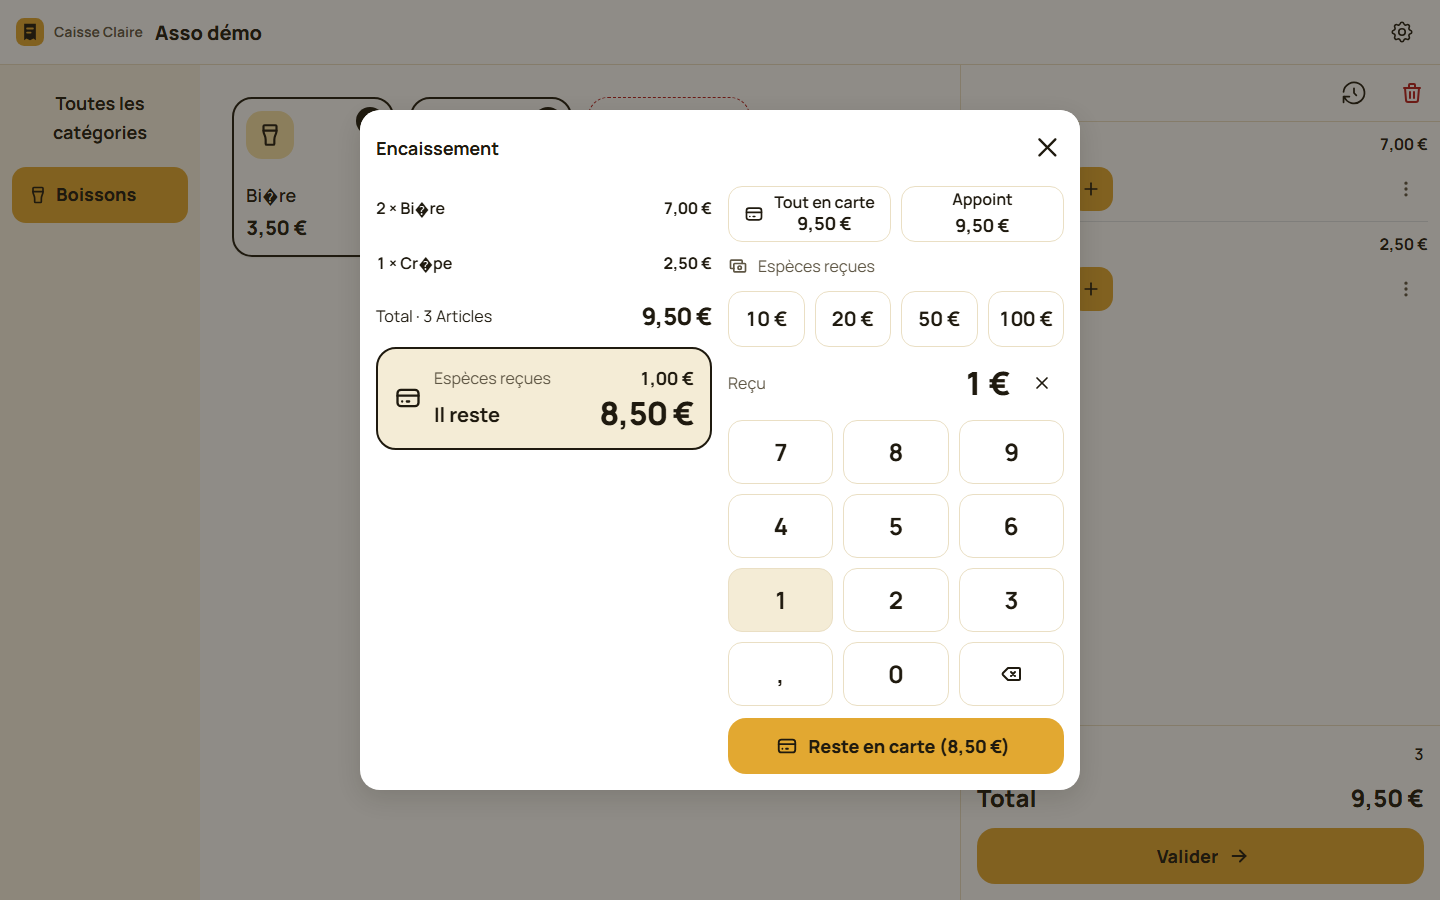 Caisse Claire Asso démo
Toutes les
catégories
Boissons
Bi�re
3,50 €
Encaissement
2 × Bi�re 7,00 €
1 × Cr�pe 2,50 €
Total · 3 Articles 9,50 €
Espèces reçues 1,00 €
Il reste 8,50 €
Tout en carte
9,50 €
Appoint
9,50 €
Espèces reçues
10 € 20 € 50 € 100 €
Reçu 1 €
7 8 9
4 5 6
1 2 3
, 0
Reste en carte (8,50 €)
7,00 €
+
2,50 €
+
3
Total 9,50 €
Valider